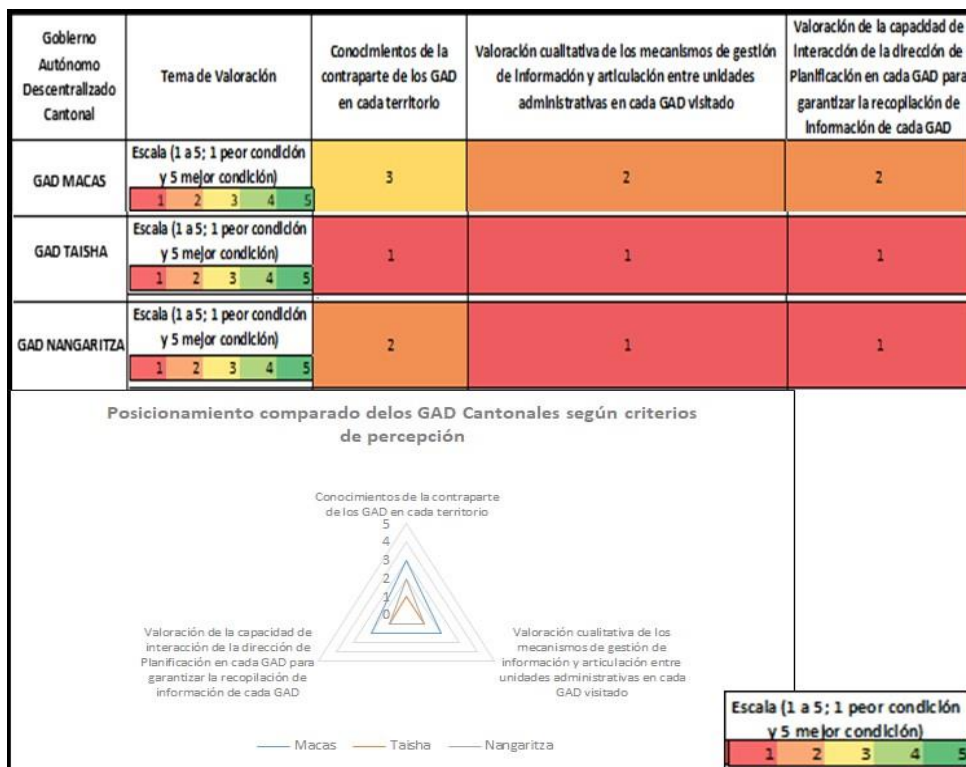 Gobierno
Autónomo
Descentralizado
Cantonal
Tema de Valoración
Conocimientos de la
contraparte de los GAD
en cada territorio
Valoración cualitativa de los mecanismos de gestión
de información y articulación entre unidades
administrativas en cada GAD visitado
Valoración de la capacidad de
interacción de la dirección de
Planificación en cada GAD para
garantizar la recopilación de
información de cada GAD
GAD MACAS
Escala (1 a 5; 1 peor condición
y 5 mejor condición)
1 2 3 4 5
3
2
2
GAD TAISHA
Escala (1 a 5; 1 peor condición
y 5 mejor condición)
1 2 3 4 5
1
1
1
GAD NANGARITZA
Escala (1 a 5; 1 peor condición
y 5 mejor condición)
1 2 3 4 5
2
1
1
Posicionamiento comparado delos GAD Cantonales según criterios
de percepción
Conocimientos de la contraparte
de los GAD en cada territorio
5
4
3
2
1
0
Valoración de la capacidad de
interacción de la dirección de
Planificación en cada GAD para
garantizar la recopilación de
información de cada GAD
Valoración cualitativa de los
mecanismos de gestión de
información y articulación entre
unidades administrativas en cada
GAD visitado
Macas Taisha Nangaritza
Escala (1 a 5; 1 peor condición
y 5 mejor condición)
1 2 3 4 5